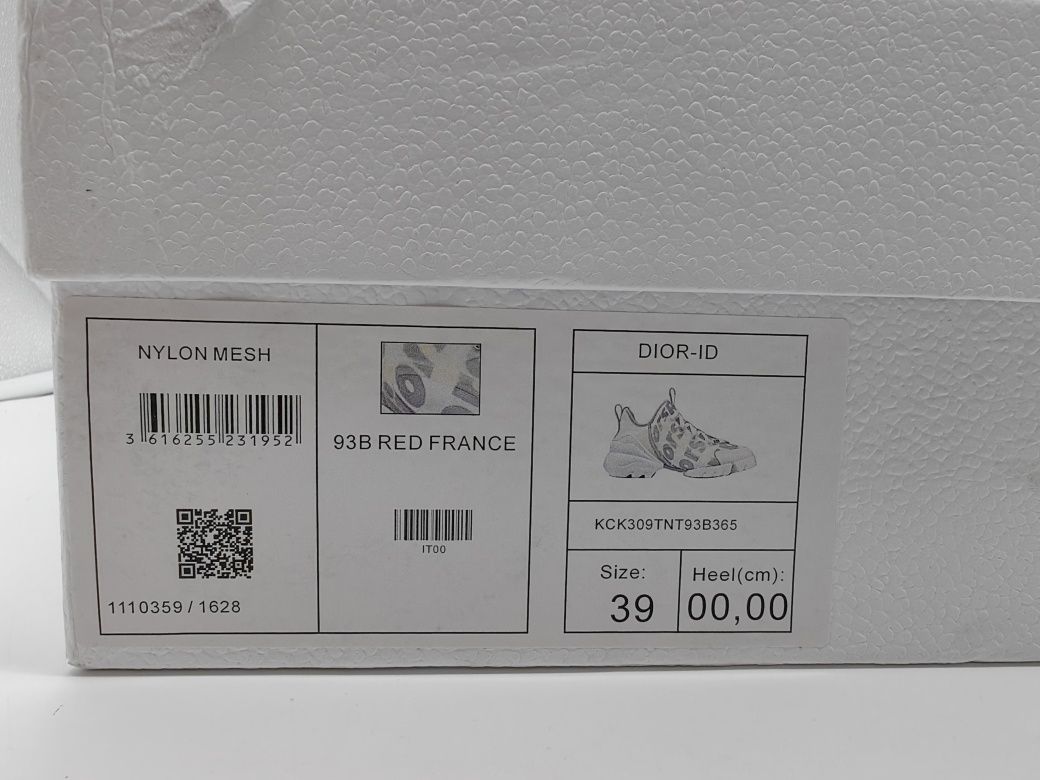 NYLON MESH
3 616255 231952
1110359 / 1628
93B RED FRANCE
IT00
DIOR-ID
KCK309TNT93B365
Size:
39
Heel(cm):
00,00